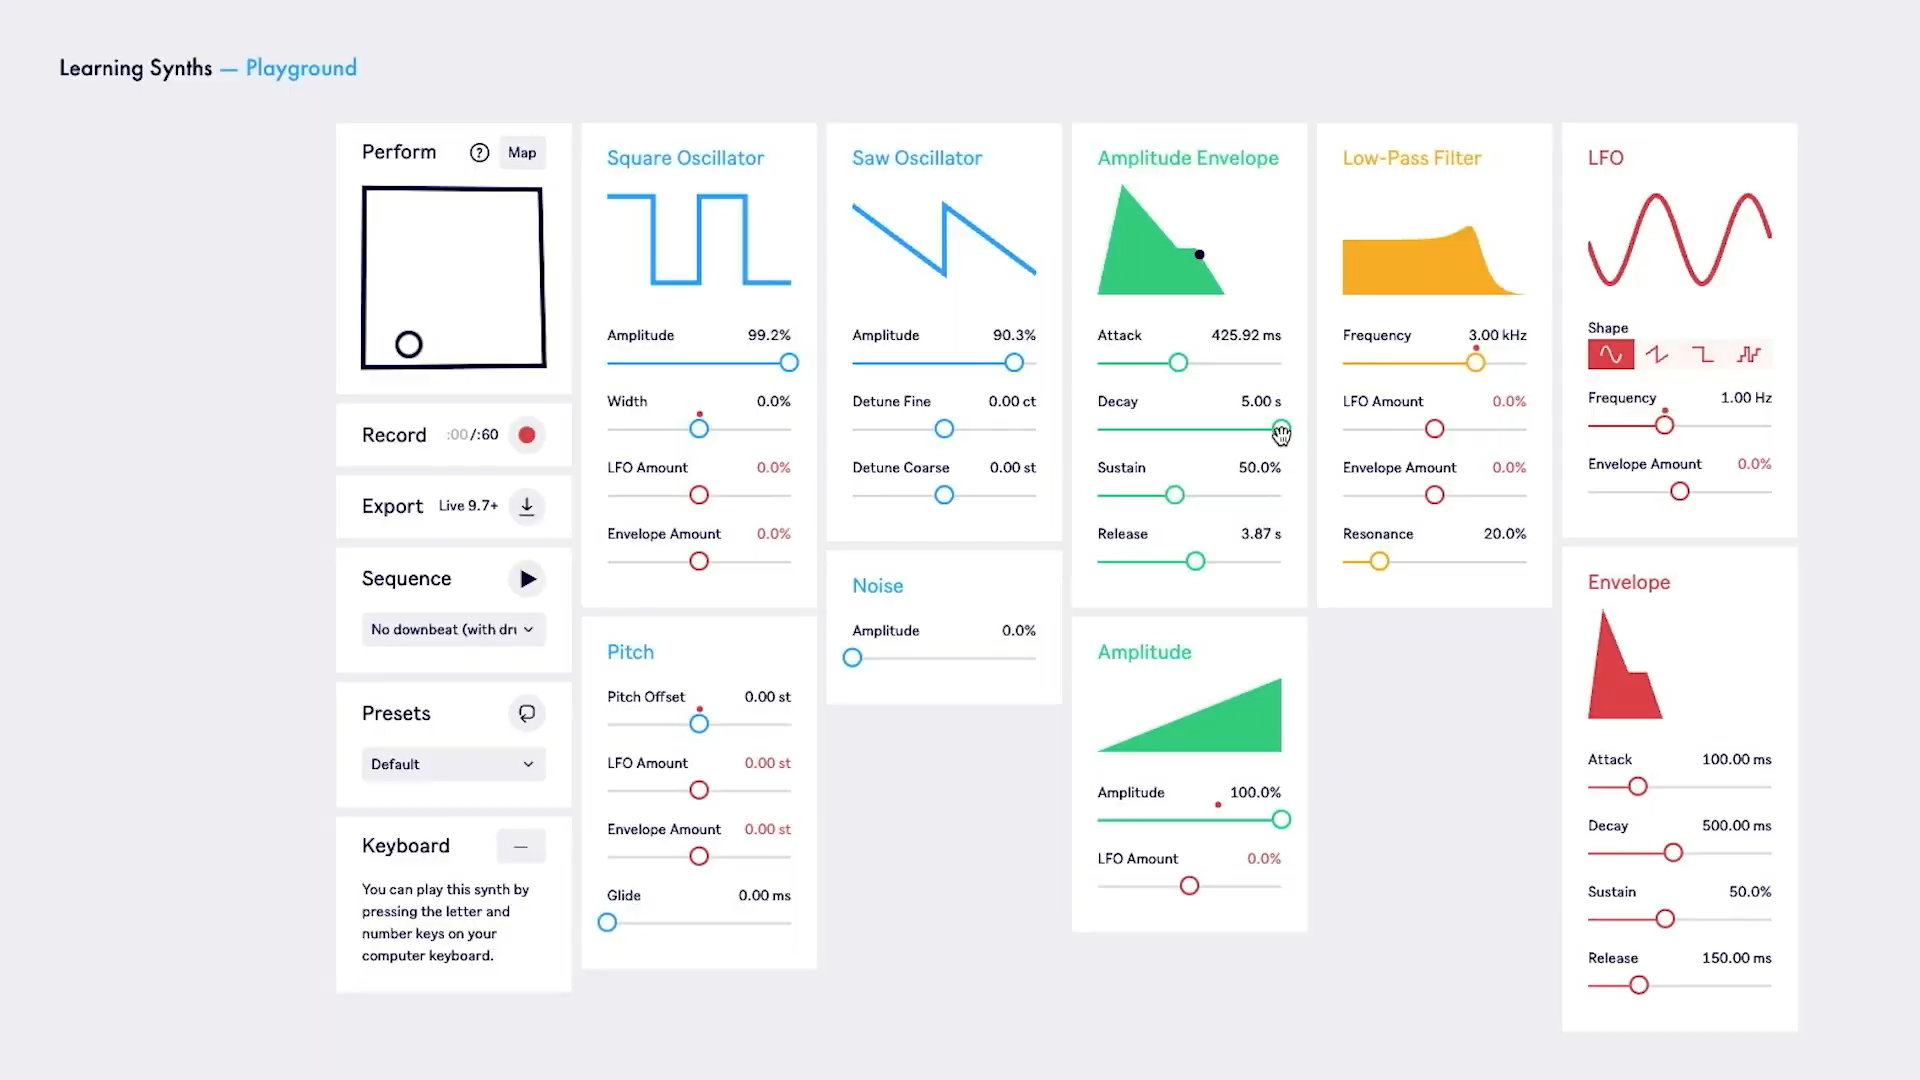 Learning Synths — Playground
Perform
?
Map
Record
:00/:60
Export
Live 9.7+
Sequence
No downbeat (with dru
Presets
Default
Keyboard
—
You can play this synth by
pressing the letter and
number keys on your
computer keyboard.
Square Oscillator
Amplitude 99.2%
Width 0.0%
LFO Amount 0.0%
Envelope Amount 0.0%
Pitch
Pitch Offset 0.00 st
LFO Amount 0.00 st
Envelope Amount 0.00 st
Glide 0.00 ms
Saw Oscillator
Amplitude 90.3%
Detune Fine 0.00 ct
Detune Coarse 0.00 st
Noise
Amplitude 0.0%
Amplitude Envelope
Attack 425.92 ms
Decay 5.00 s
Sustain 50.0%
Release 3.87 s
Amplitude
Amplitude 100.0%
LFO Amount 0.0%
Low-Pass Filter
Frequency 3.00 kHz
LFO Amount 0.0%
Envelope Amount 0.0%
Resonance 20.0%
LFO
Shape
Frequency 1.00 Hz
Envelope Amount 0.0%
Envelope
Attack 100.00 ms
Decay 500.00 ms
Sustain 50.0%
Release 150.00 ms